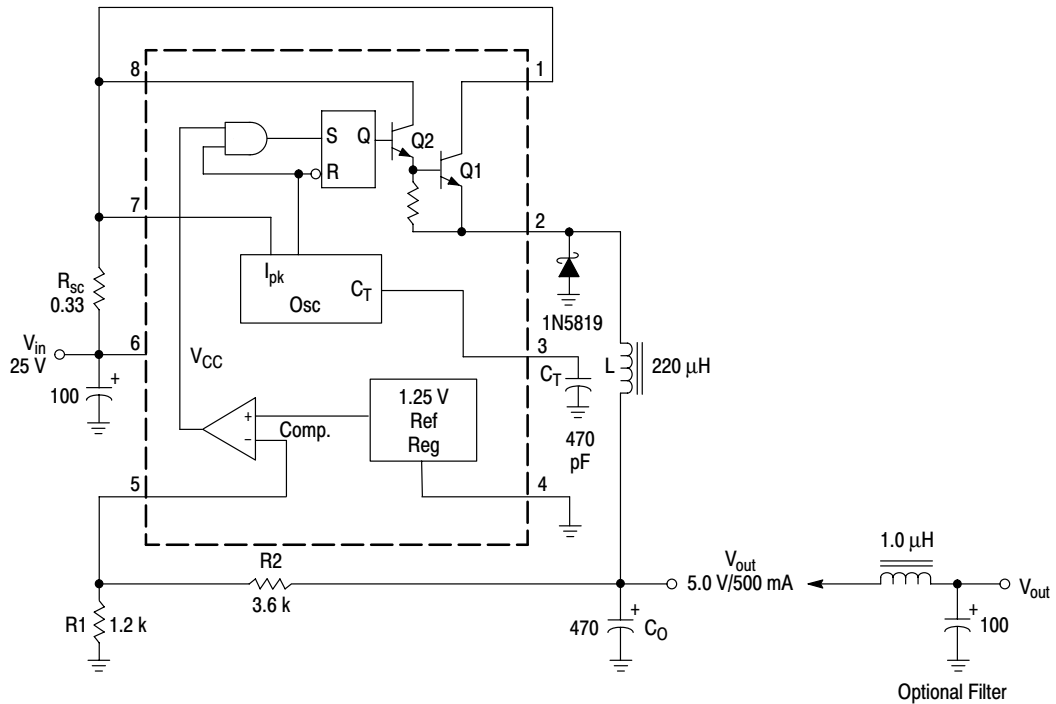 8
1
S Q
R
Q2
Q1
7
2
Rsc
0.33
Ipk
CT
Osc
1N5819
Vin
25 V
6
VCC
3
CT
L
220 µH
100
+
+
−
Comp.
1.25 V
Ref
Reg
470
pF
5
4
R2
3.6 k
R1
1.2 k
Vout
5.0 V/500 mA
1.0 µH
Vout
470
+
CO
+
100
Optional Filter